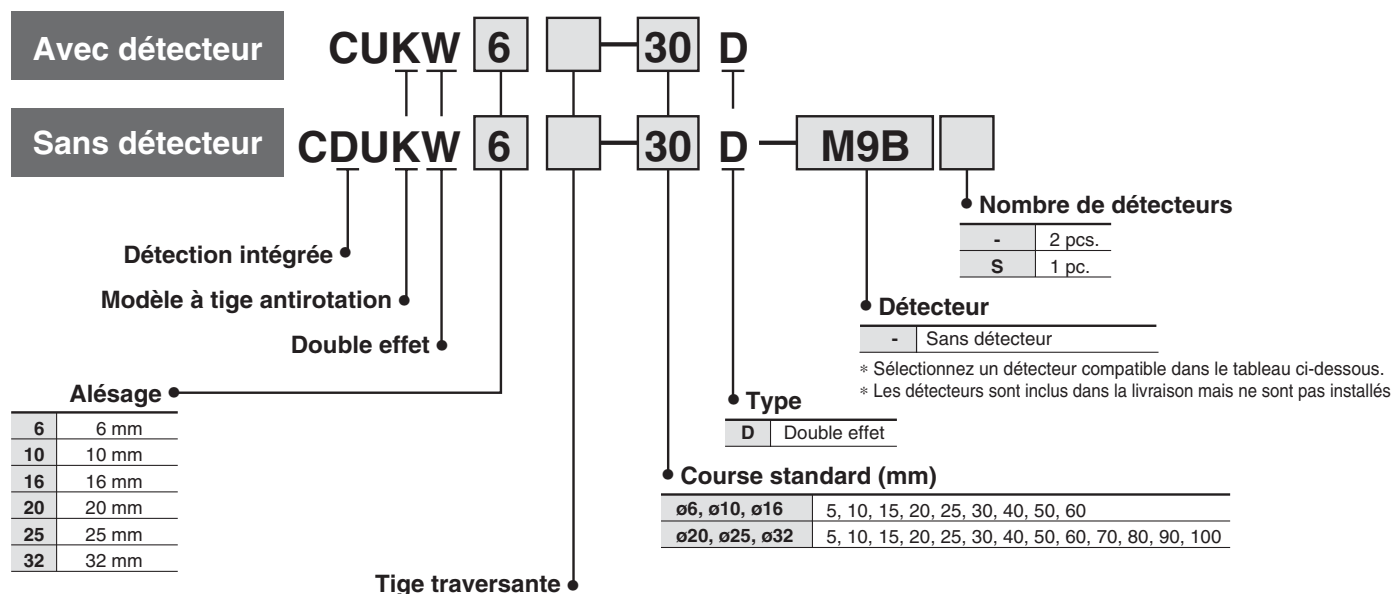 Avec détecteur CUKW 6 30 D
Sans détecteur CDUKW 6 30 D M9B
Nombre de détecteurs
- 2 pcs.
S 1 pc.
Détection intégrée
Modèle à tige antirotation
Double effet
Détecteur
- Sans détecteur
* Sélectionnez un détecteur compatible dans le tableau ci-dessous.
* Les détecteurs sont inclus dans la livraison mais ne sont pas installés
Alésage
6 6 mm
10 10 mm
16 16 mm
20 20 mm
25 25 mm
32 32 mm
Type
D Double effet
Course standard (mm)
ø6, ø10, ø16 5, 10, 15, 20, 25, 30, 40, 50, 60
ø20, ø25, ø32 5, 10, 15, 20, 25, 30, 40, 50, 60, 70, 80, 90, 100
Tige traversante